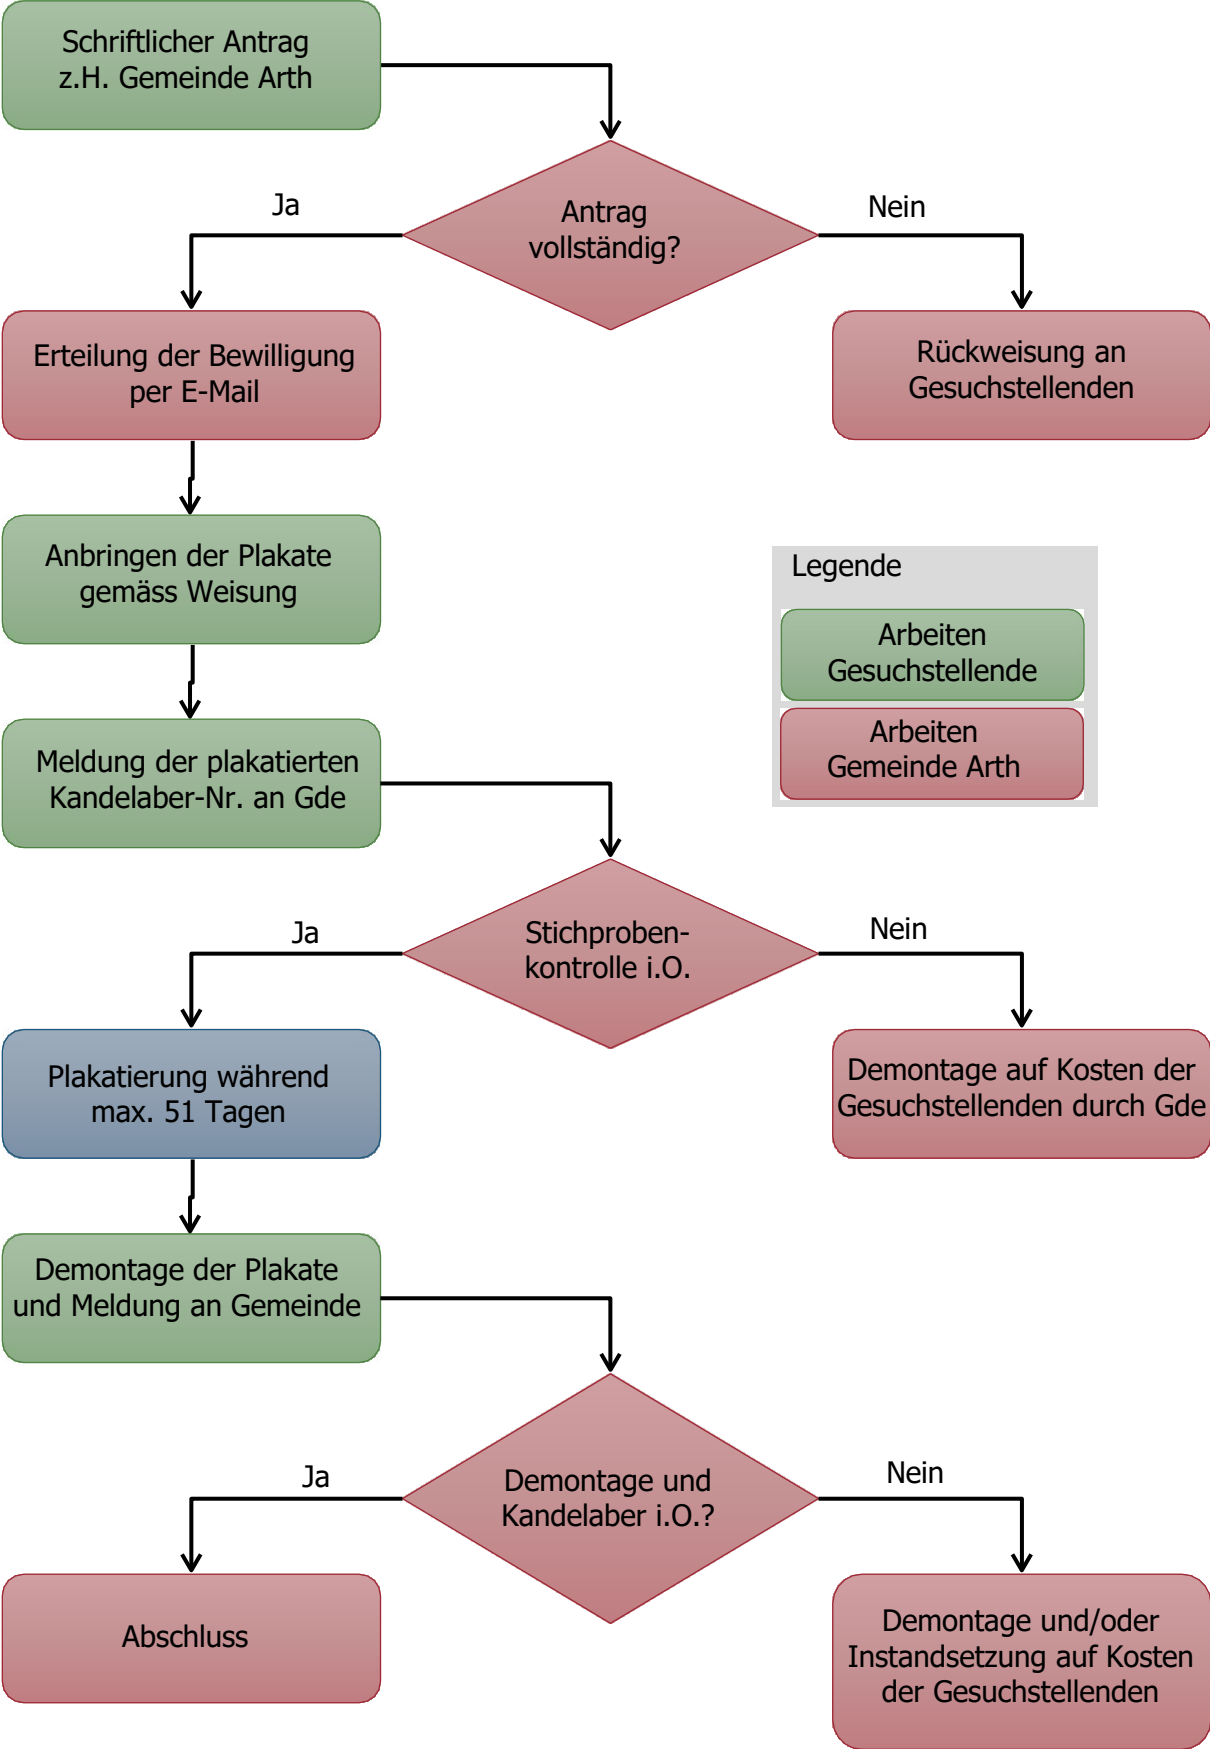 Schriftlicher Antrag
z.H. Gemeinde Arth
Antrag
vollständig?
Ja
Nein
Erteilung der Bewilligung
per E-Mail
Rückweisung an
Gesuchstellenden
Anbringen der Plakate
gemäss Weisung
Legende
Arbeiten
Gesuchstellende
Arbeiten
Gemeinde Arth
Meldung der plakatierten
Kandelaber-Nr. an Gde
Stichproben-
kontrolle i.O.
Ja
Nein
Plakatierung während
max. 51 Tagen
Demontage auf Kosten der
Gesuchstellenden durch Gde
Demontage der Plakate
und Meldung an Gemeinde
Demontage und
Kandelaber i.O.?
Ja
Nein
Abschluss
Demontage und/oder
Instandsetzung auf Kosten
der Gesuchstellenden